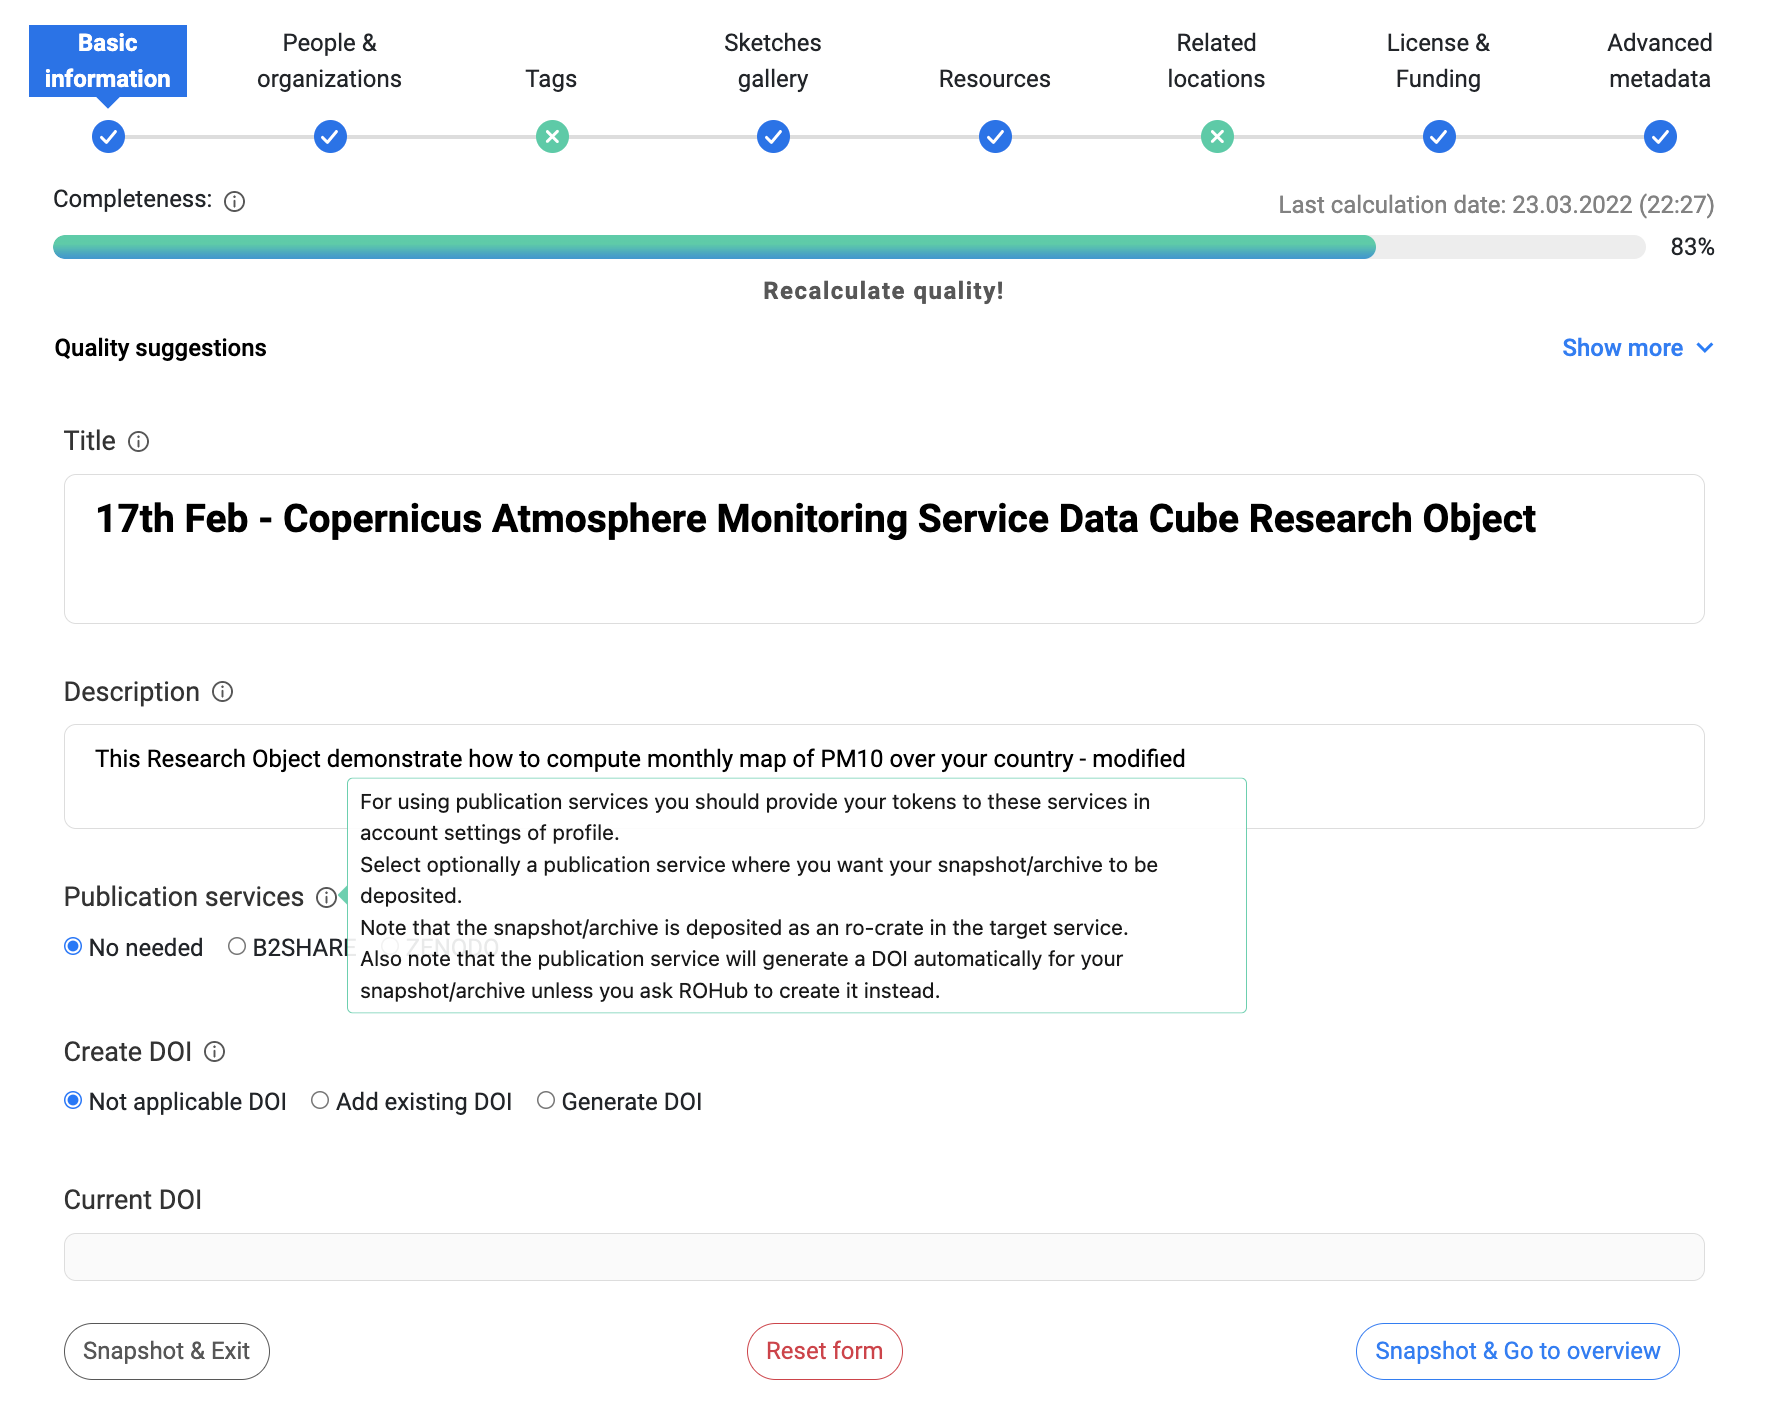 Basic
information
People &
organizations
Tags
Sketches
gallery
Resources
Related
locations
License &
Funding
Advanced
metadata
Completeness:
Last calculation date: 23.03.2022 (22:27)
83%
Recalculate quality!
Quality suggestions
Show more
Title
17th Feb - Copernicus Atmosphere Monitoring Service Data Cube Research Object
Description
This Research Object demonstrate how to compute monthly map of PM10 over your country - modified
For using publication services you should provide your tokens to these services in
account settings of profile.
Select optionally a publication service where you want your snapshot/archive to be
deposited.
Note that the snapshot/archive is deposited as an ro-crate in the target service.
Also note that the publication service will generate a DOI automatically for your
snapshot/archive unless you ask ROHub to create it instead.
Publication services
No needed B2SHARE ZENODO
Create DOI
Not applicable DOI Add existing DOI Generate DOI
Current DOI
Snapshot & Exit
Reset form
Snapshot & Go to overview